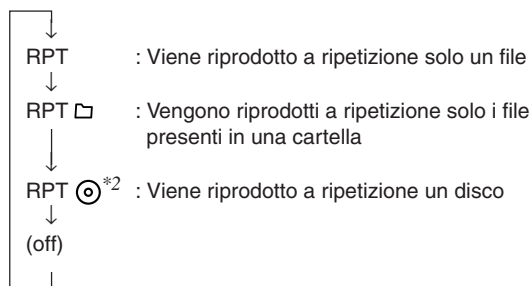 RPT : Viene riprodotto a ripetizione solo un file
RPT : Vengono riprodotti a ripetizione solo i file
presenti in una cartella
RPT *2 : Viene riprodotto a ripetizione un disco
(off)